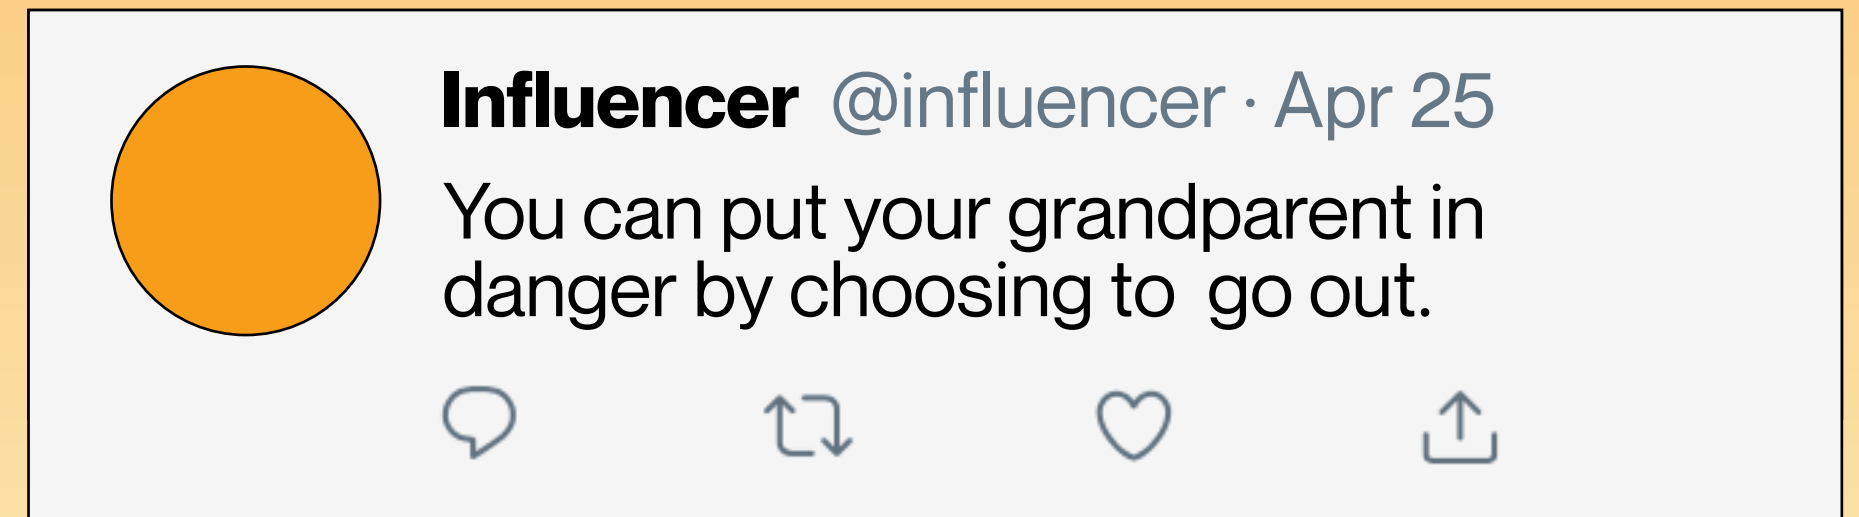 Influencer @influencer · Apr 25
You can put your grandparent in
danger by choosing to  go out.